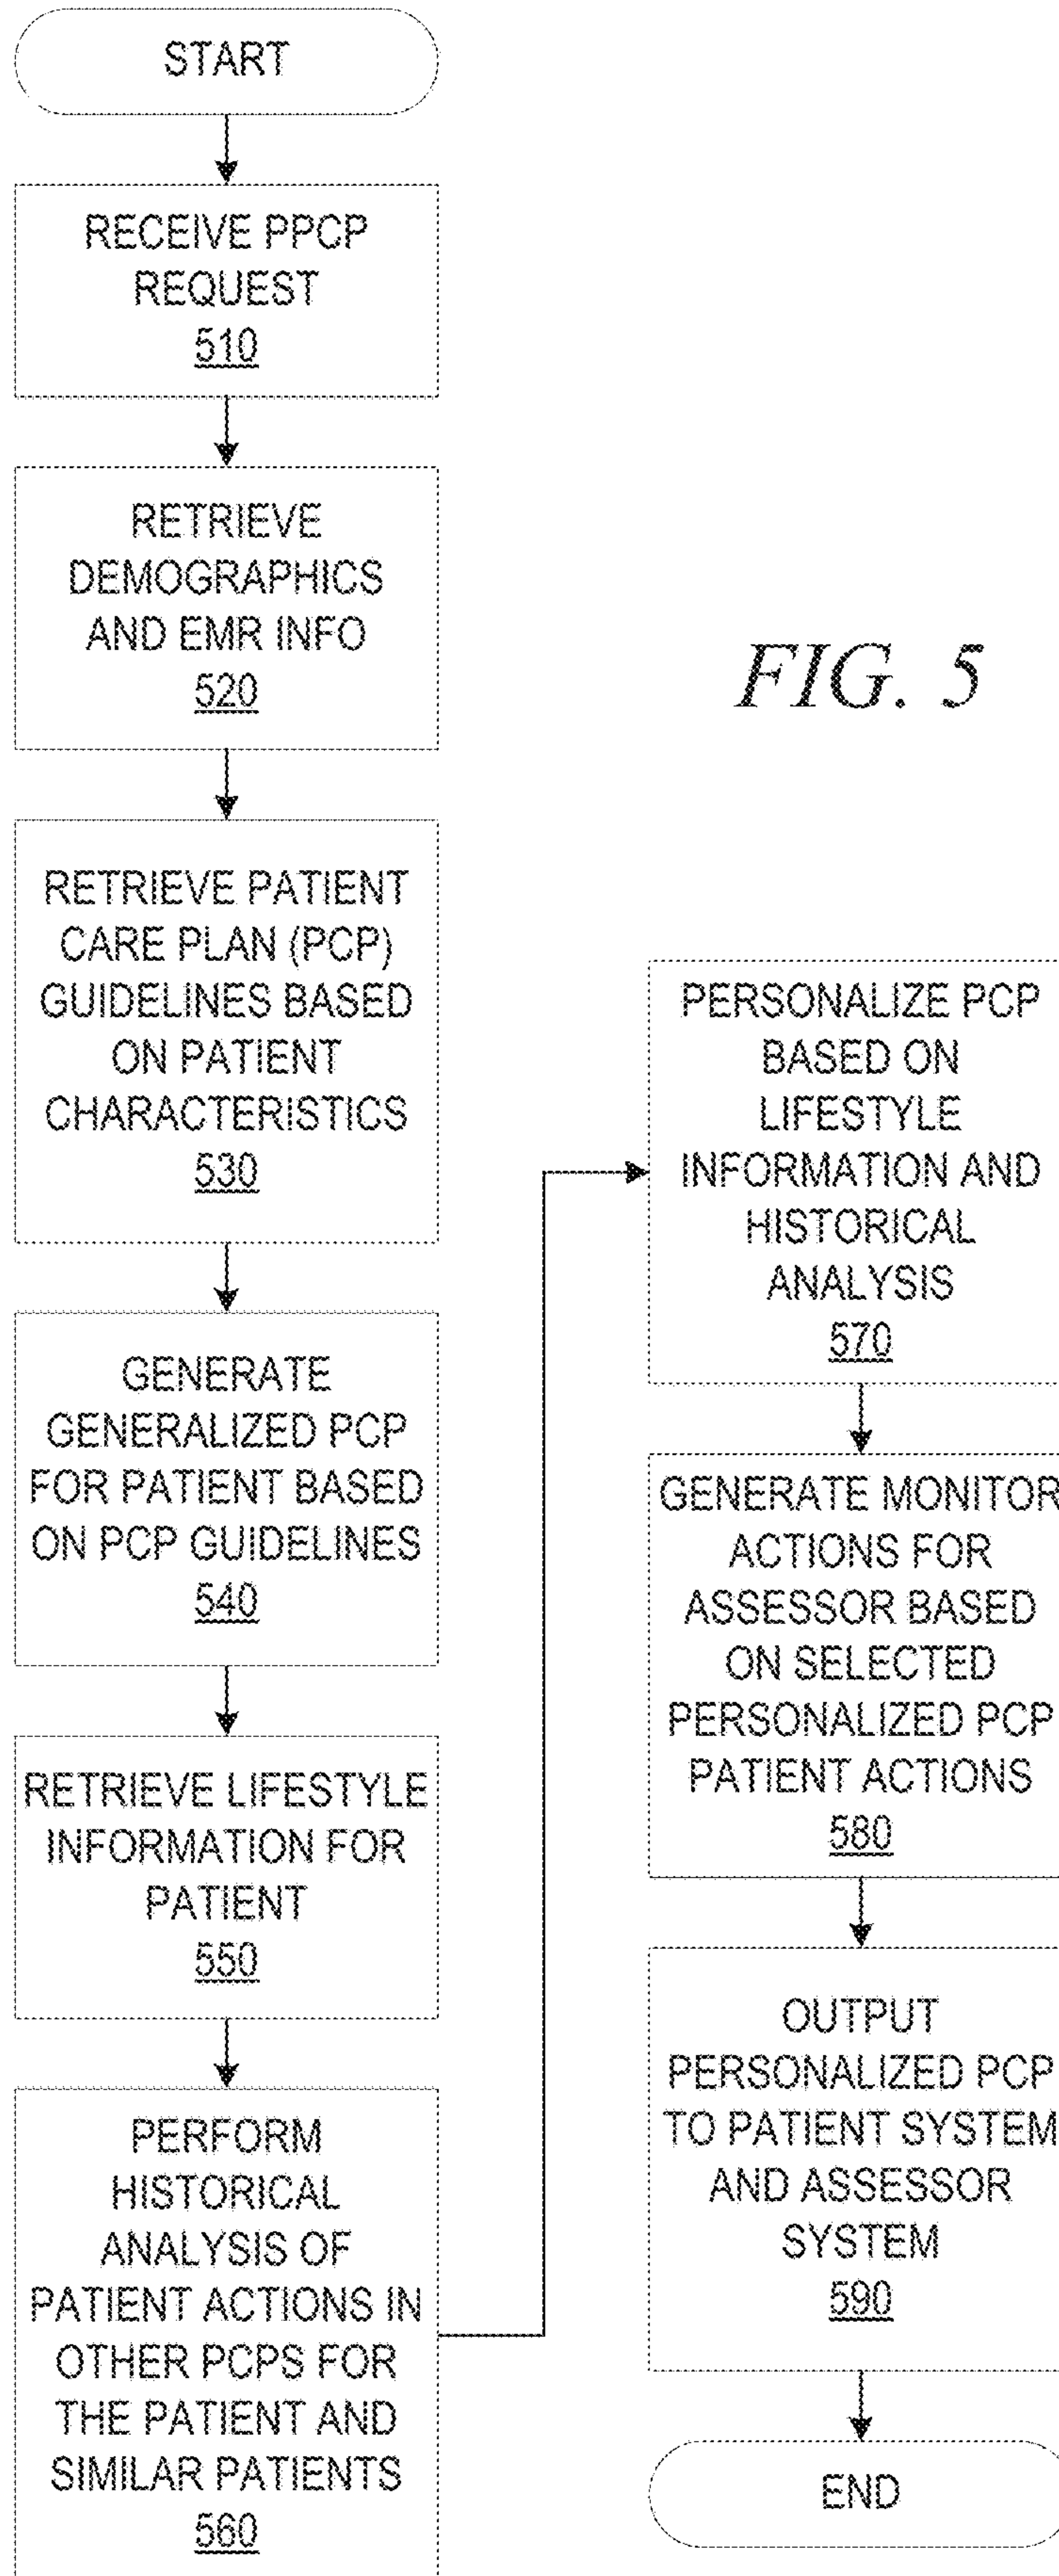 START
RECEIVE PPCP
REQUEST
510
RETRIEVE
DEMOGRAPHICS
AND EMR INFO
520
RETRIEVE PATIENT
CARE PLAN (PCP)
GUIDELINES BASED
ON PATIENT
CHARACTERISTICS
530
GENERATE
GENERALIZED PCP
FOR PATIENT BASED
ON PCP GUIDELINES
540
RETRIEVE LIFESTYLE
INFORMATION FOR
PATIENT
550
PERFORM
HISTORICAL
ANALYSIS OF
PATIENT ACTIONS IN
OTHER PCPS FOR
THE PATIENT AND
SIMILAR PATIENTS
560
FIG. 5
PERSONALIZE PCP
BASED ON
LIFESTYLE
INFORMATION AND
HISTORICAL
ANALYSIS
570
GENERATE MONITOR
ACTIONS FOR
ASSESSOR BASED
ON SELECTED
PERSONALIZED PCP
PATIENT ACTIONS
580
OUTPUT
PERSONALIZED PCP
TO PATIENT SYSTEM
AND ASSESSOR
SYSTEM
590
END